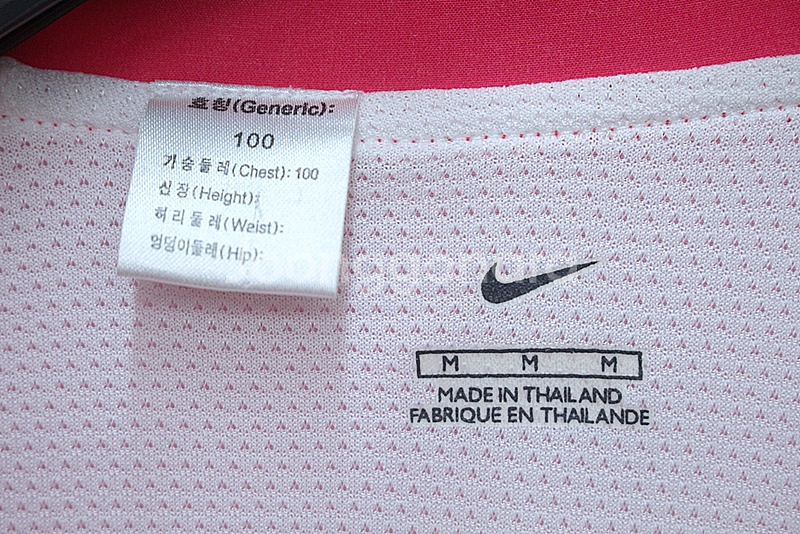 호칭(Generic):
100
가슴둘레(Chest): 100
신장(Height):
허리둘레(Waist):
엉덩이둘레(Hip):
M M M
MADE IN THAILAND
FABRIQUE EN THAILANDE